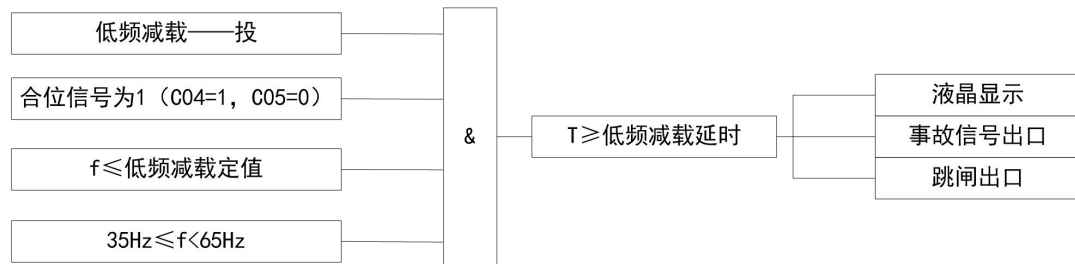 低频减载——投
合位信号为1（C04=1，C05=0）
f≤低频减载定值
35Hz≤f<65Hz
&
T≥低频减载延时
液晶显示
事故信号出口
跳闸出口